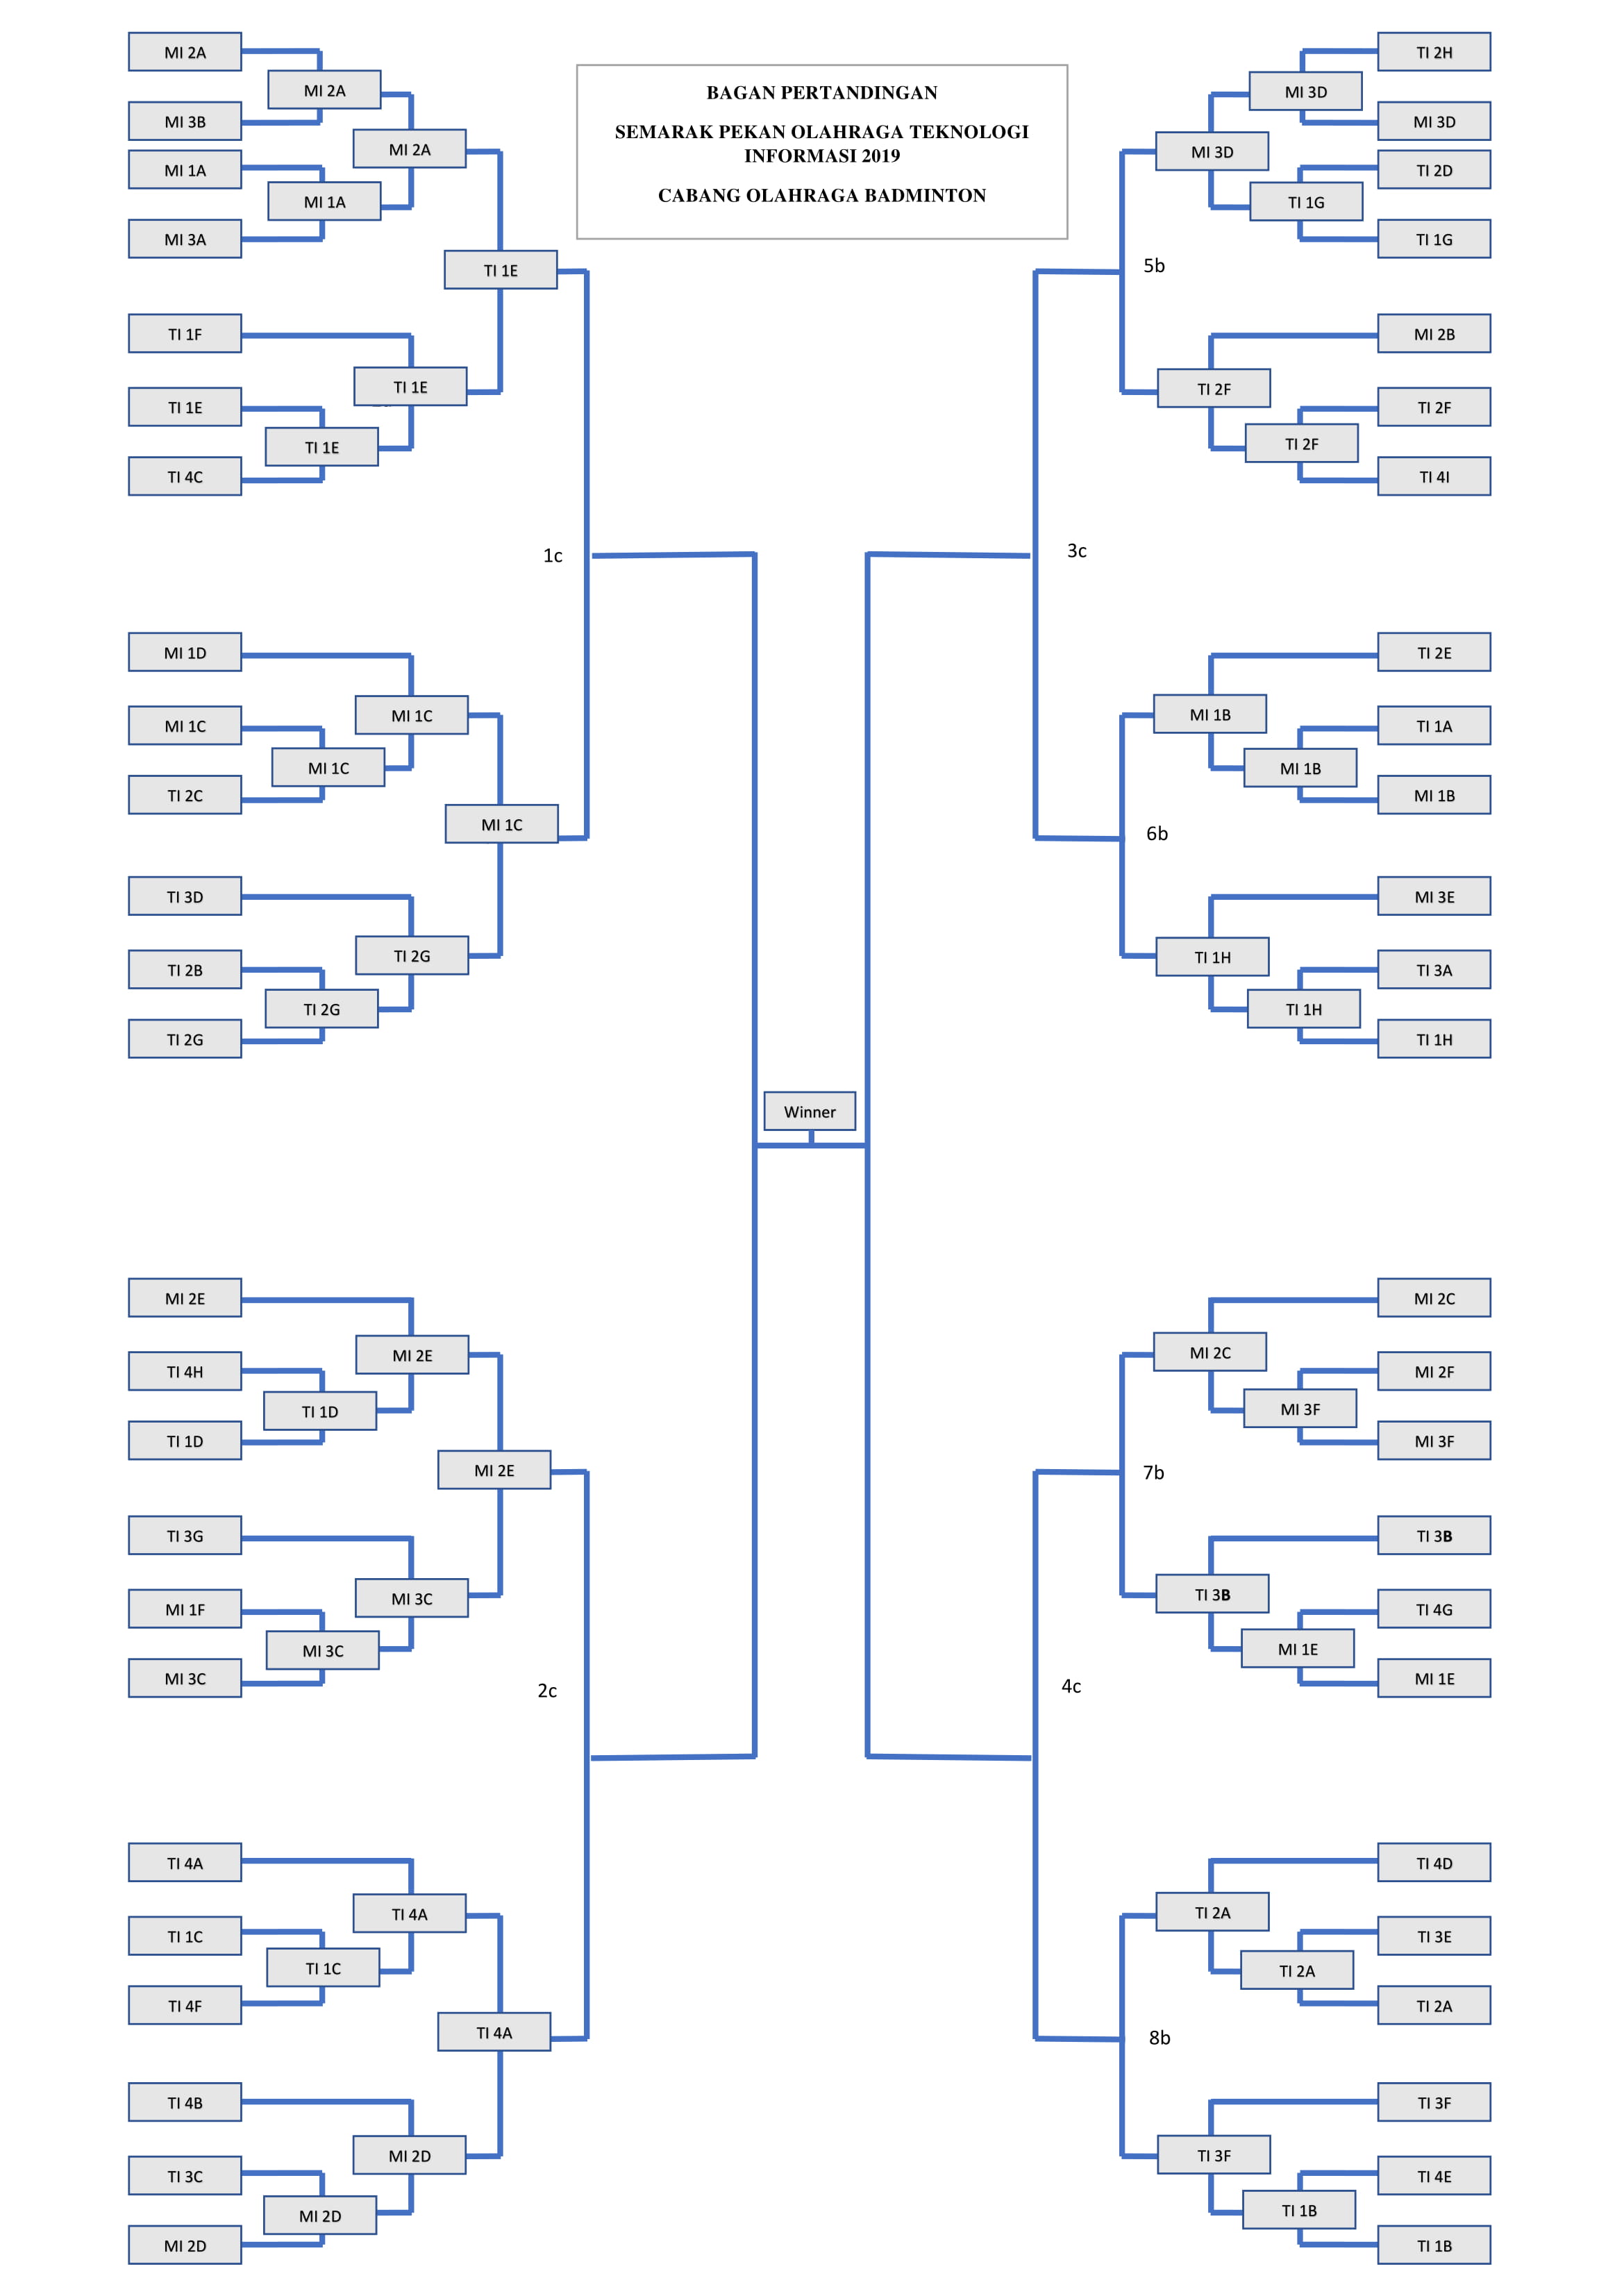 BAGAN PERTANDINGAN
SEMARAK PEKAN OLAHRAGA TEKNOLOGI
INFORMASI 2019
CABANG OLAHRAGA BADMINTON
MI 2A
MI 2A
MI 3B
MI 2A
MI 1A
MI 1A
MI 3A
TI 1E
TI 1F
TI 1E
TI 1E
TI 1E
TI 4C
1c
MI 1D
MI 1C
MI 1C
MI 1C
TI 2C
MI 1C
TI 3D
TI 2G
TI 2B
TI 2G
TI 2G
MI 2E
MI 2E
TI 4H
TI 1D
TI 1D
MI 2E
TI 3G
MI 3C
MI 1F
MI 3C
MI 3C
2c
TI 4A
TI 4A
TI 1C
TI 1C
TI 4F
TI 4A
TI 4B
MI 2D
TI 3C
MI 2D
MI 2D
Winner
TI 2H
MI 3D
MI 3D
MI 3D
TI 2D
TI 1G
TI 1G
5b
MI 2B
TI 2F
TI 2F
TI 2F
TI 4I
3c
TI 2E
MI 1B
TI 1A
MI 1B
MI 1B
6b
MI 3E
TI 1H
TI 3A
TI 1H
TI 1H
MI 2C
MI 2C
MI 2F
MI 3F
MI 3F
7b
TI 3B
TI 3B
TI 4G
MI 1E
MI 1E
4c
TI 4D
TI 2A
TI 3E
TI 2A
TI 2A
8b
TI 3F
TI 3F
TI 4E
TI 1B
TI 1B